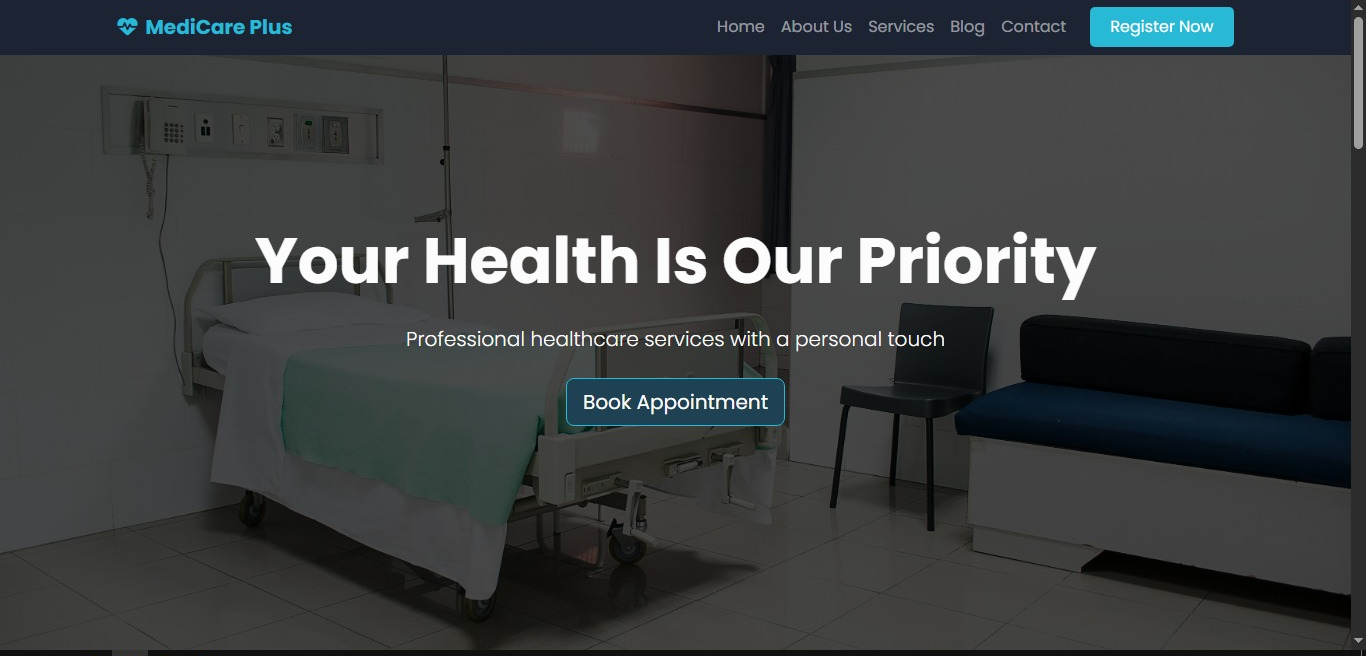 MediCare Plus
Home About Us Services Blog Contact Register Now
Your Health Is Our Priority
Professional healthcare services with a personal touch
Book Appointment